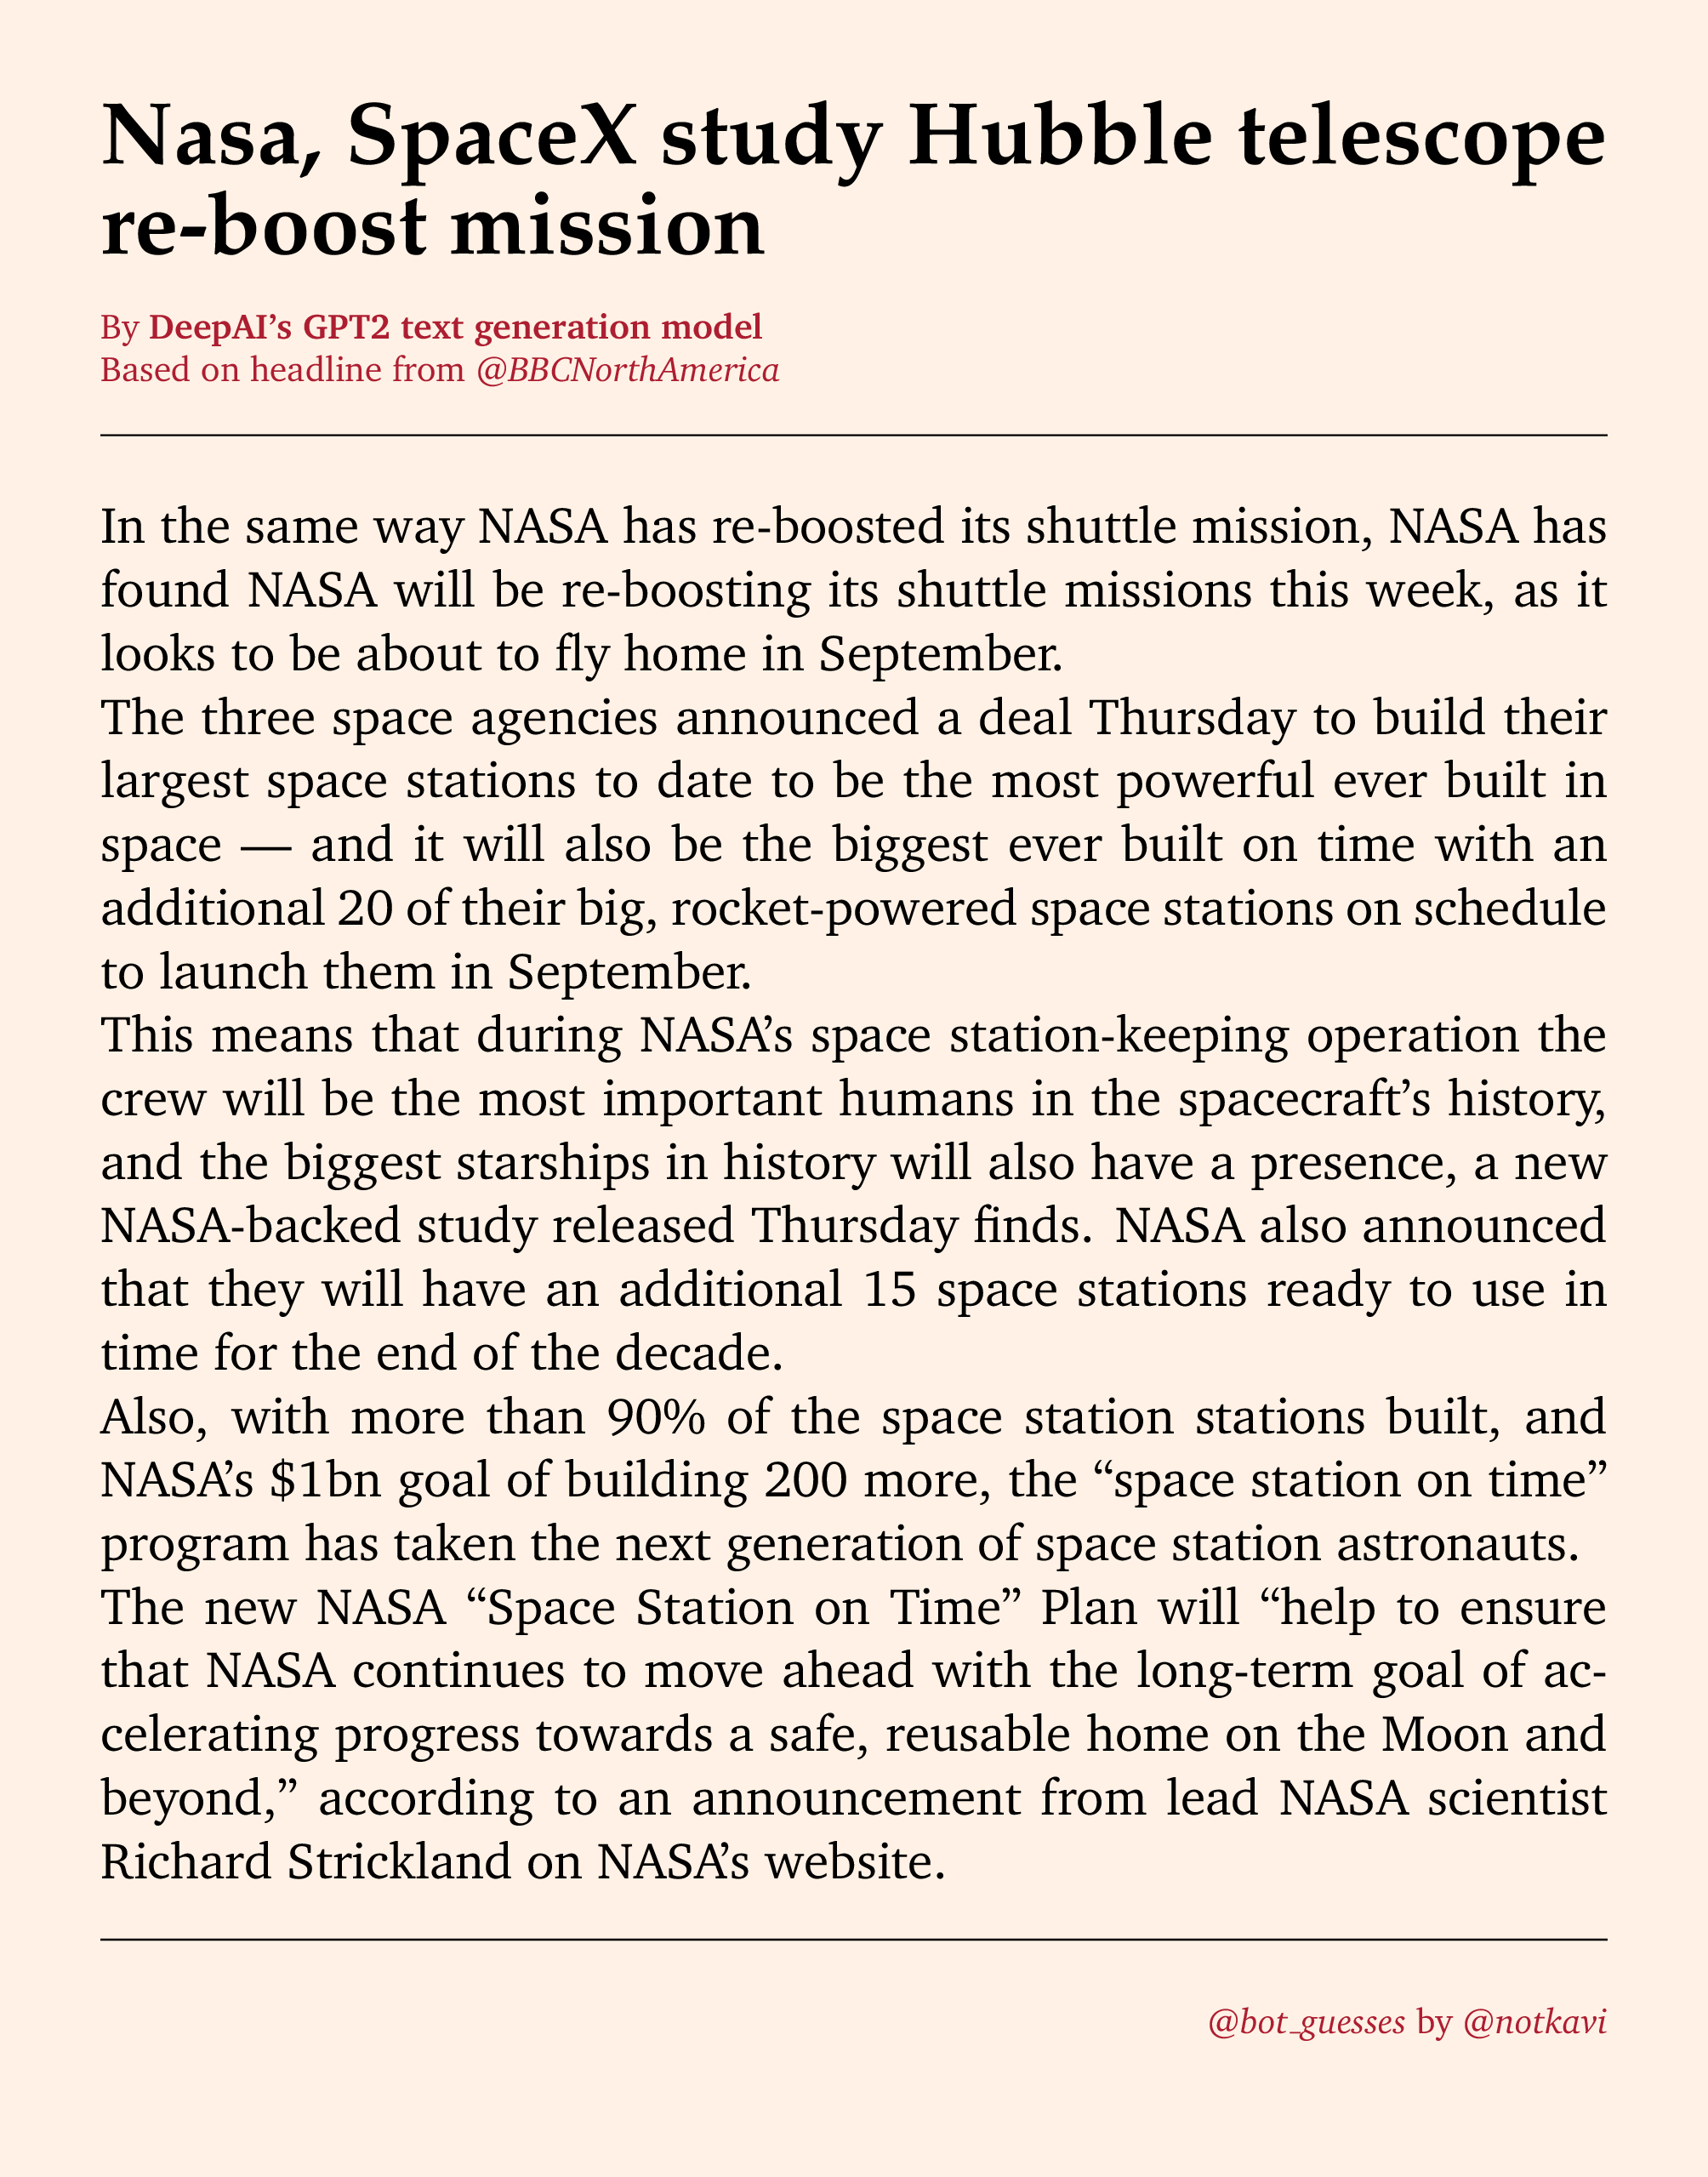 Nasa, SpaceX study Hubble telescope
re-boost mission
By DeepAI’s GPT2 text generation model
Based on headline from @BBCNorthAmerica
In the same way NASA has re-boosted its shuttle mission, NASA has
found NASA will be re-boosting its shuttle missions this week, as it
looks to be about to fly home in September.
The three space agencies announced a deal Thursday to build their
largest space stations to date to be the most powerful ever built in
space — and it will also be the biggest ever built on time with an
additional 20 of their big, rocket-powered space stations on schedule
to launch them in September.
This means that during NASA’s space station-keeping operation the
crew will be the most important humans in the spacecraft’s history,
and the biggest starships in history will also have a presence, a new
NASA-backed study released Thursday finds. NASA also announced
that they will have an additional 15 space stations ready to use in
time for the end of the decade.
Also, with more than 90% of the space station stations built, and
NASA’s $1bn goal of building 200 more, the “space station on time”
program has taken the next generation of space station astronauts.
The new NASA “Space Station on Time” Plan will “help to ensure
that NASA continues to move ahead with the long-term goal of ac-
celerating progress towards a safe, reusable home on the Moon and
beyond,” according to an announcement from lead NASA scientist
Richard Strickland on NASA’s website.
@bot_guesses by @notkavi